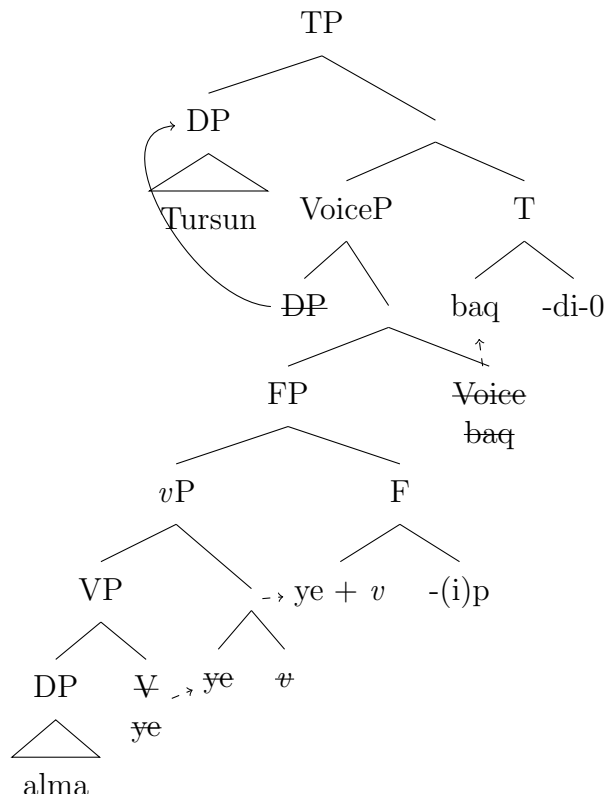 TP
DP
Tursun VoiceP T
DP baq -di-0
FP Voice
baq
vP F
VP ye + v -(i)p
DP V ye v
ye
alma